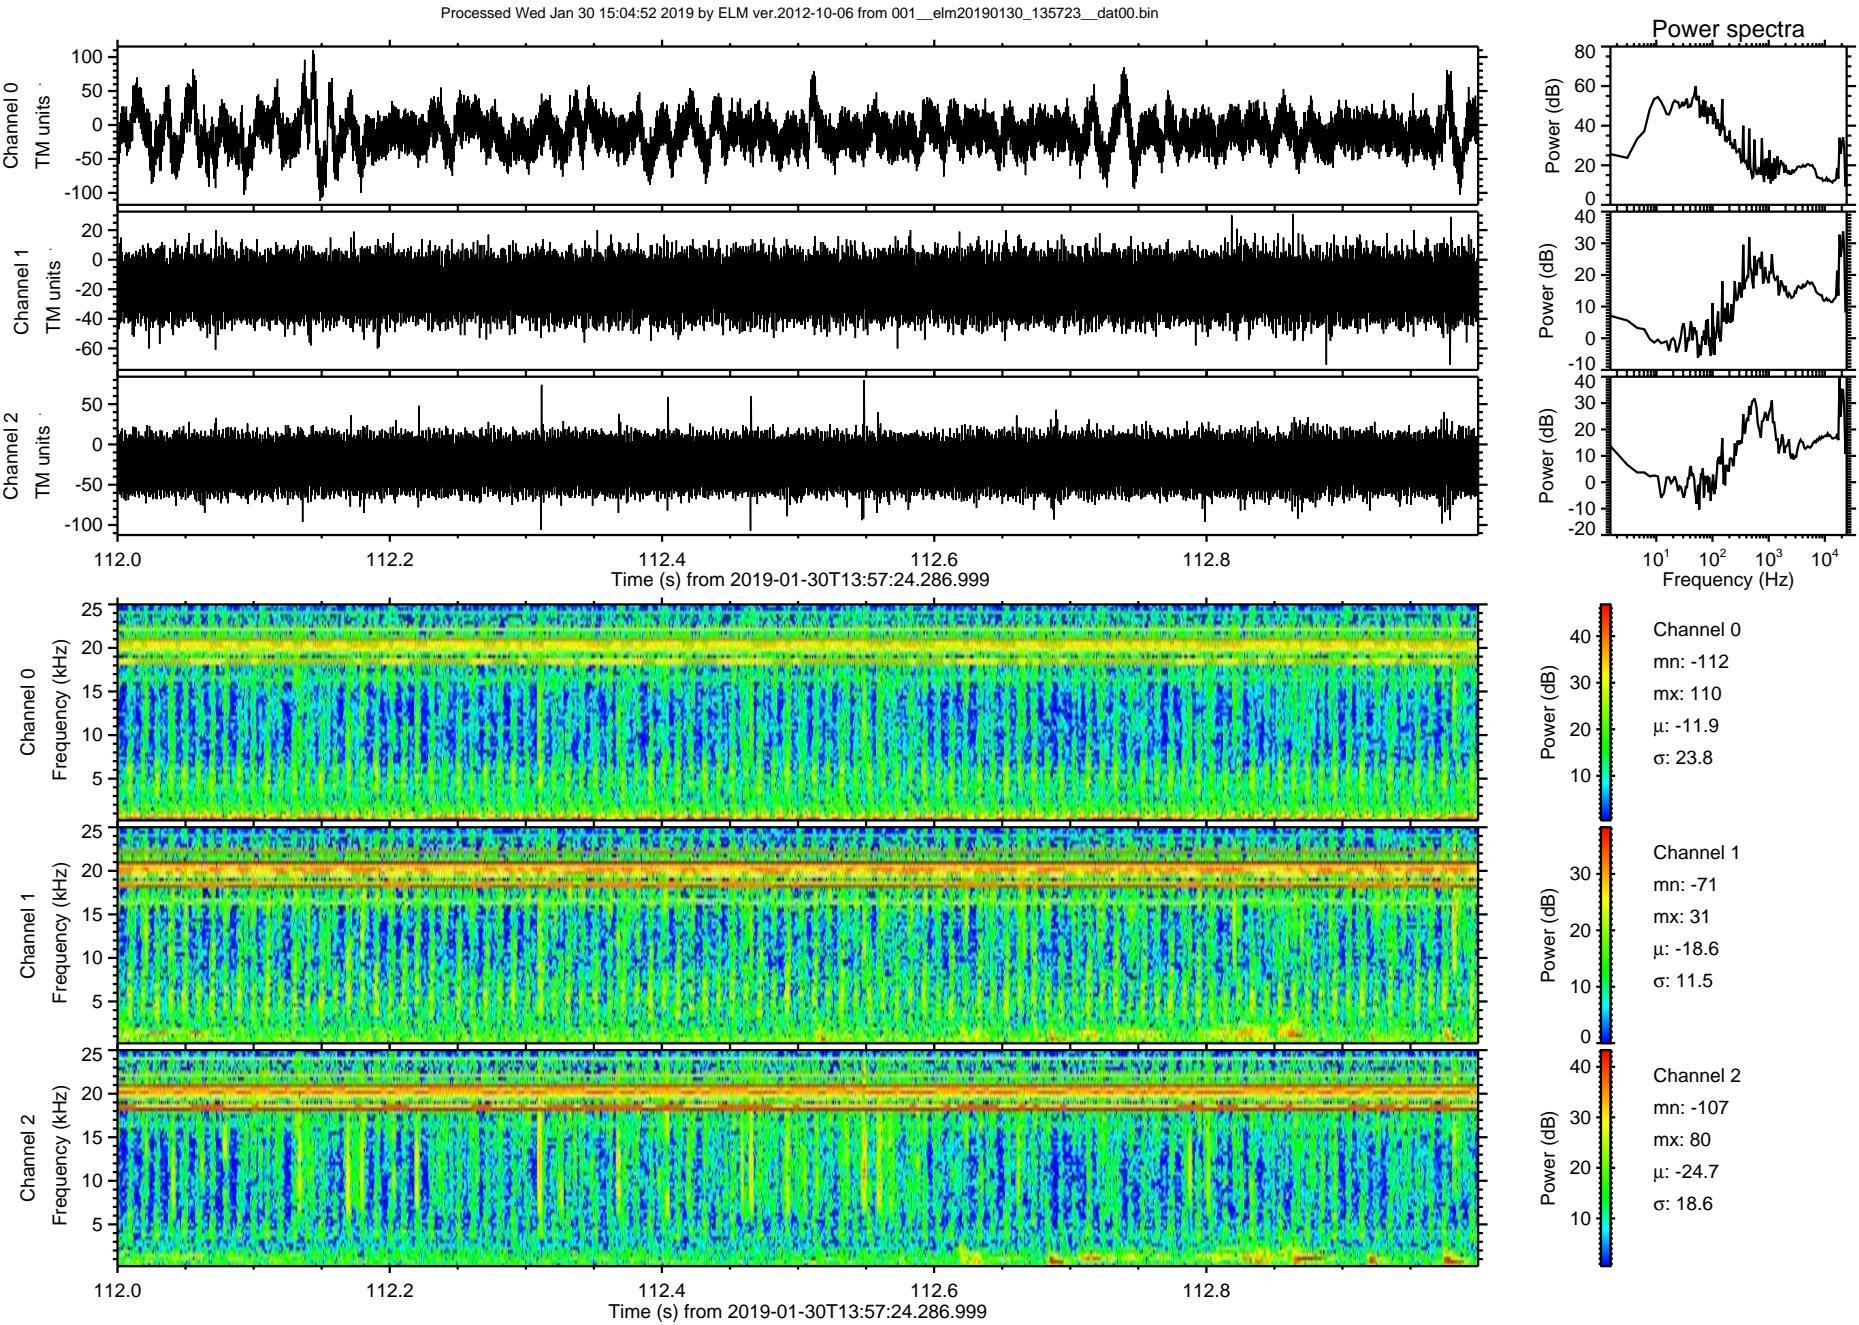 Processed Wed Jan 30 15:04:52 2019 by ELM ver.2012-10-06 from 001__elm20190130_135723__dat00.bin
Power spectra
Channel 0
TM units
100
50
0
-50
-100
Power (dB)
80
60
40
20
0
Channel 1
TM units
20
0
-20
-40
-60
Power (dB)
40
30
20
10
0
-10
Channel 2
TM units
50
0
-50
-100
Power (dB)
40
30
20
10
0
-10
-20
112.0 112.2 112.4 112.6 112.8
Time (s) from 2019-01-30T13:57:24.286.999
10¹ 10² 10³ 10⁴
Frequency (Hz)
Channel 0
Frequency (kHz)
25
20
15
10
5
Power (dB)
40
30
20
10
Channel 0
mn: -112
mx: 110
μ: -11.9
σ: 23.8
Channel 1
Frequency (kHz)
25
20
15
10
5
Power (dB)
30
20
10
0
Channel 1
mn: -71
mx: 31
μ: -18.6
σ: 11.5
Channel 2
Frequency (kHz)
25
20
15
10
5
Power (dB)
40
30
20
10
Channel 2
mn: -107
mx: 80
μ: -24.7
σ: 18.6
112.0 112.2 112.4 112.6 112.8
Time (s) from 2019-01-30T13:57:24.286.999